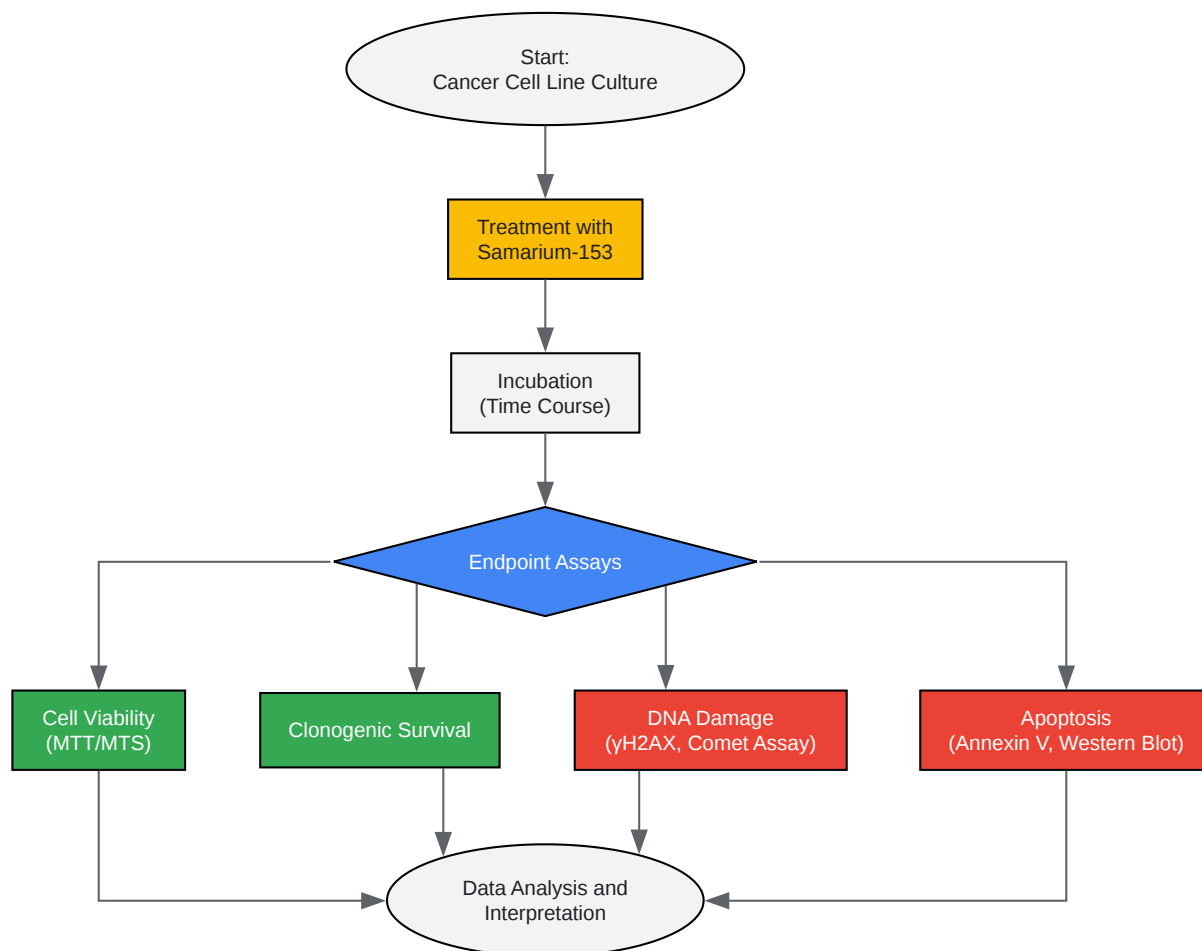 Start:
Cancer Cell Line Culture
Treatment with
Samarium-153
Incubation
(Time Course)
Endpoint Assays
Cell Viability
(MTT/MTS)
Clonogenic Survival
DNA Damage
(γH2AX, Comet Assay)
Apoptosis
(Annexin V, Western Blot)
Data Analysis and
Interpretation